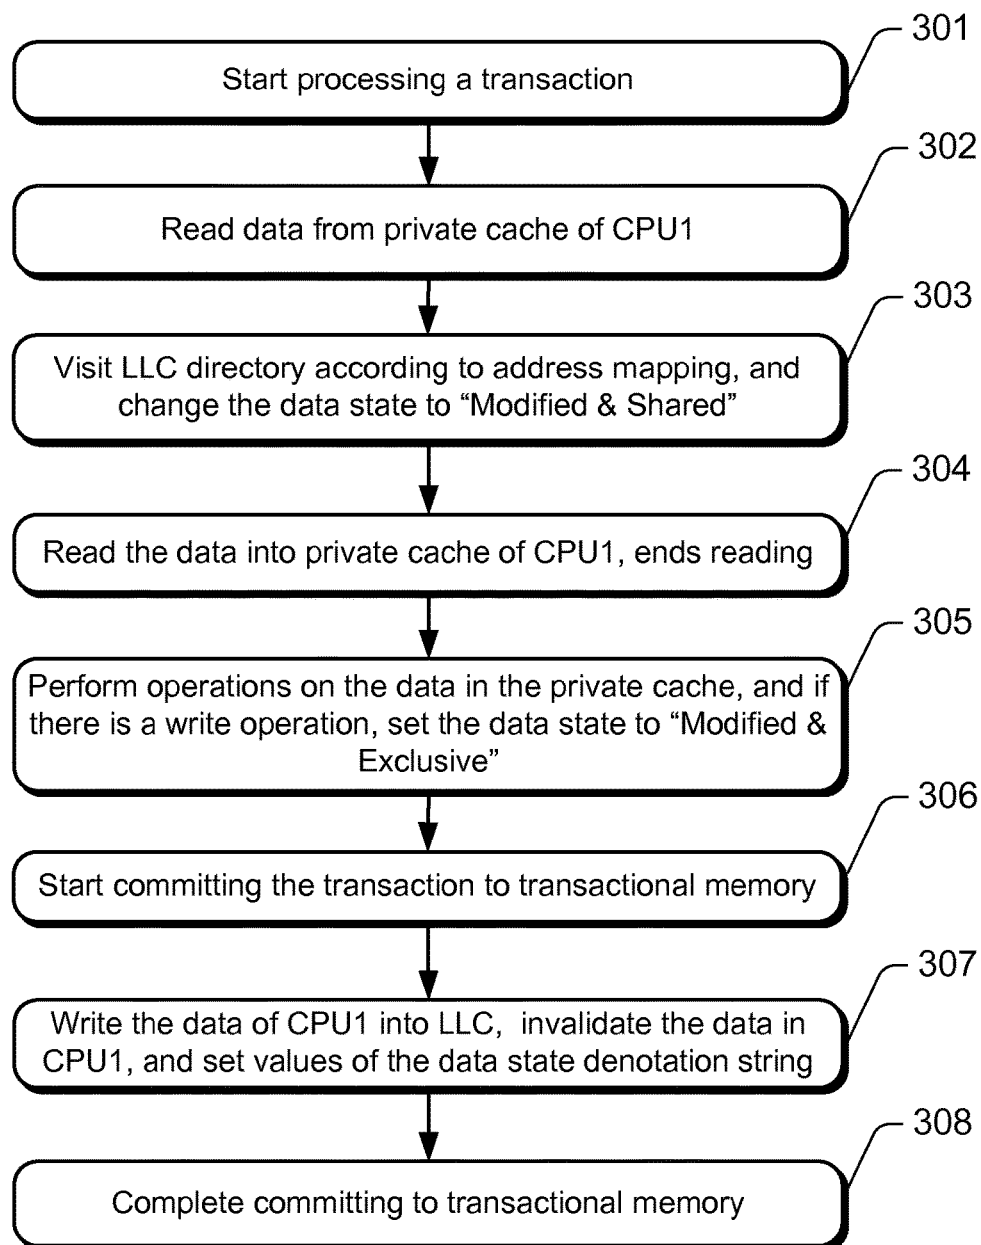 301
Start processing a transaction
302
Read data from private cache of CPU1
303
Visit LLC directory according to address mapping, and
change the data state to “Modified & Shared”
304
Read the data into private cache of CPU1, ends reading
305
Perform operations on the data in the private cache, and if
there is a write operation, set the data state to “Modified &
Exclusive”
306
Start committing the transaction to transactional memory
307
Write the data of CPU1 into LLC,  invalidate the data in
CPU1, and set values of the data state denotation string
308
Complete committing to transactional memory